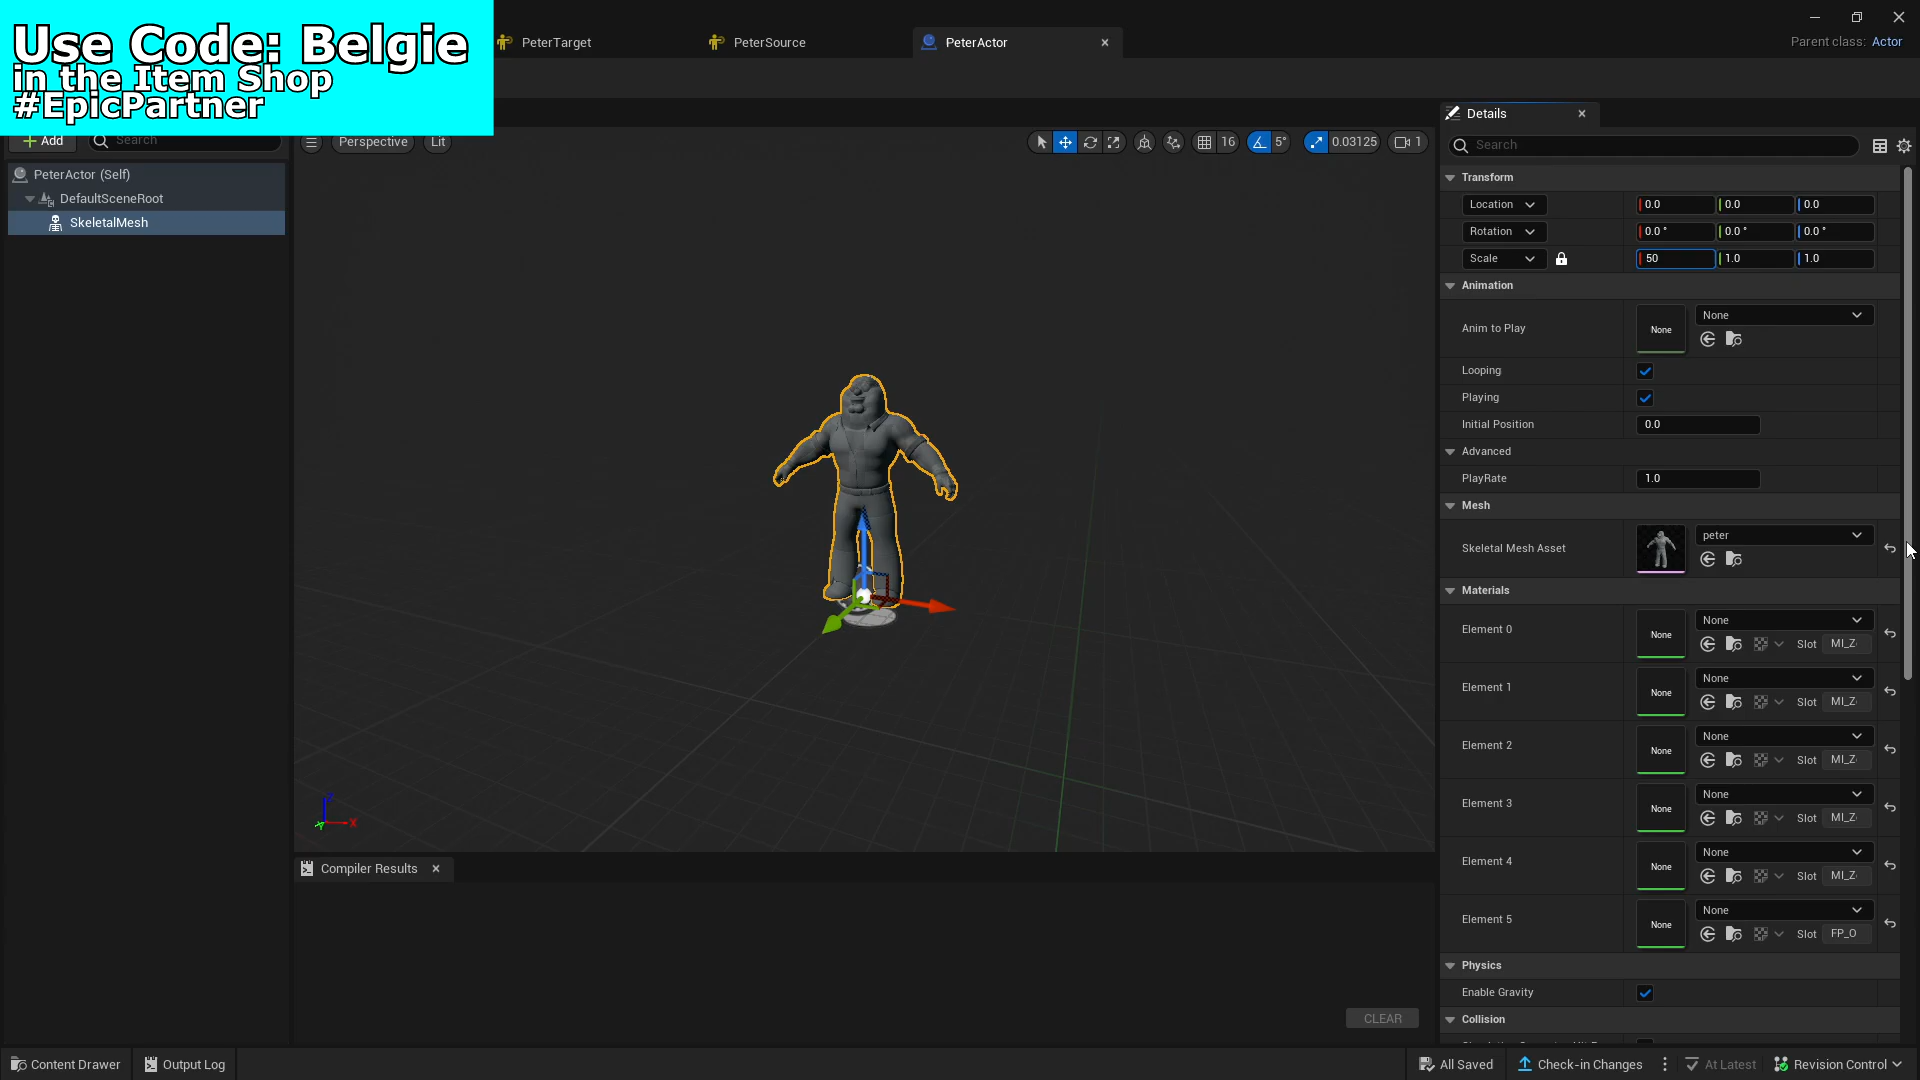 Use Code: Belgie
in the Item Shop
#EpicPartner
PeterTarget
PeterSource
PeterActor
Parent class: Actor
Add
Search
Perspective
Lit
16
5°
0.03125
1
PeterActor (Self)
DefaultSceneRoot
SkeletalMesh
Details
Search
Transform
Location
0.0
0.0
0.0
Rotation
0.0 °
0.0 °
0.0 °
Scale
50
1.0
1.0
Animation
Anim to Play
None
None
Looping
Playing
Initial Position
0.0
Advanced
PlayRate
1.0
Mesh
Skeletal Mesh Asset
peter
Materials
Element 0
None
None
Slot MI_Z
Element 1
None
None
Slot MI_Z
Element 2
None
None
Slot MI_Z
Element 3
None
None
Slot MI_Z
Element 4
None
None
Slot MI_Z
Element 5
None
None
Slot FP_O
Physics
Enable Gravity
Collision
Z
X
Y
Compiler Results
CLEAR
Content Drawer
Output Log
All Saved
Check-in Changes
At Latest
Revision Control